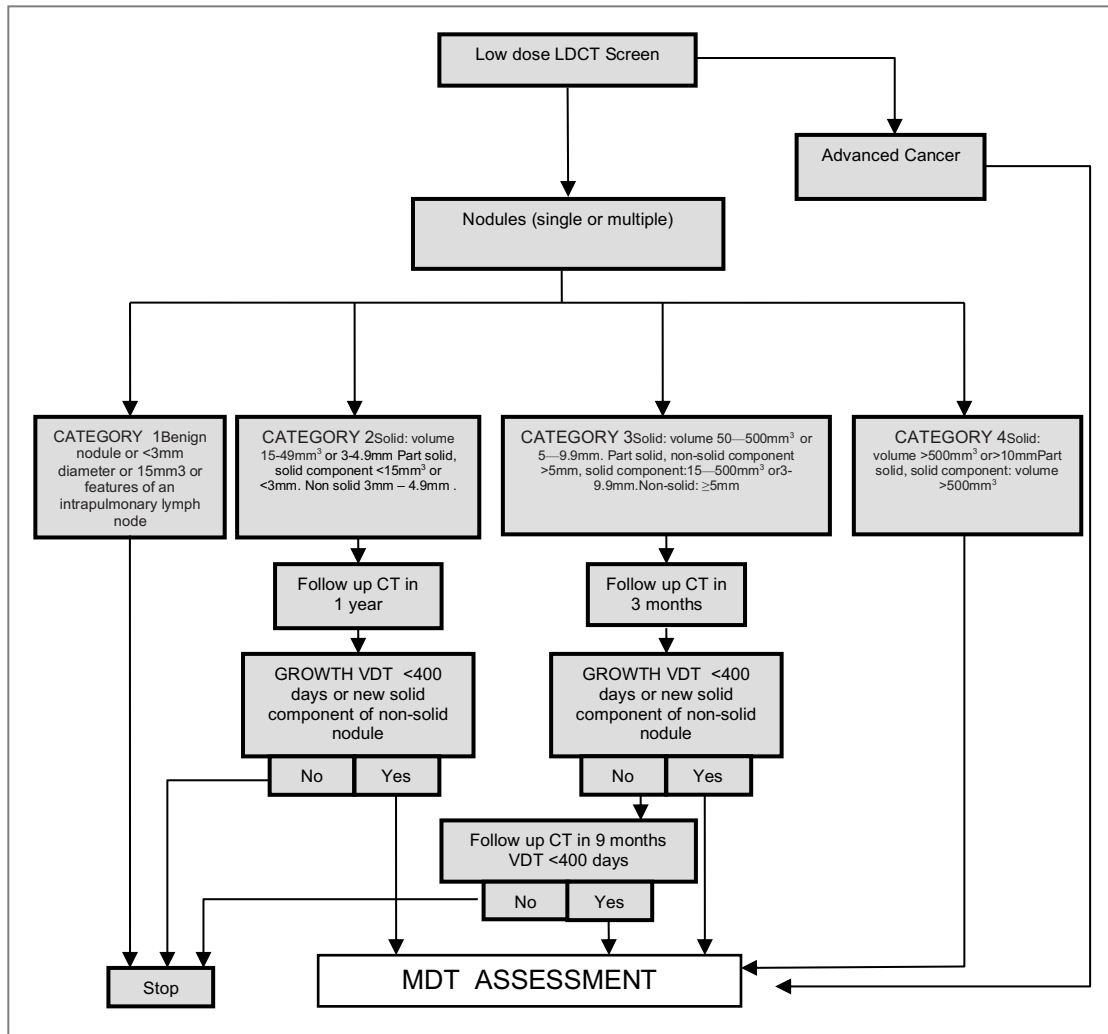 Low dose LDCT Screen
Advanced Cancer
Nodules (single or multiple)
CATEGORY 1Benign
nodule or <3mm
diameter or 15mm3 or
features of an
intrapulmonary lymph
node
CATEGORY 2Solid: volume
15-49mm³ or 3-4.9mm Part solid,
solid component <15mm³ or
<3mm. Non solid 3mm – 4.9mm .
CATEGORY 3Solid: volume 50—500mm³ or
5—9.9mm. Part solid, non-solid component
>5mm, solid component:15—500mm³ or3-
9.9mm.Non-solid: ≥5mm
CATEGORY 4Solid:
volume >500mm³ or>10mmPart
solid, solid component: volume
>500mm³
Follow up CT in
1 year
Follow up CT in
3 months
GROWTH VDT <400
days or new solid
component of non-solid
nodule
No Yes
GROWTH VDT <400
days or new solid
component of non-solid
nodule
No Yes
Follow up CT in 9 months
VDT <400 days
No Yes
Stop
MDT ASSESSMENT